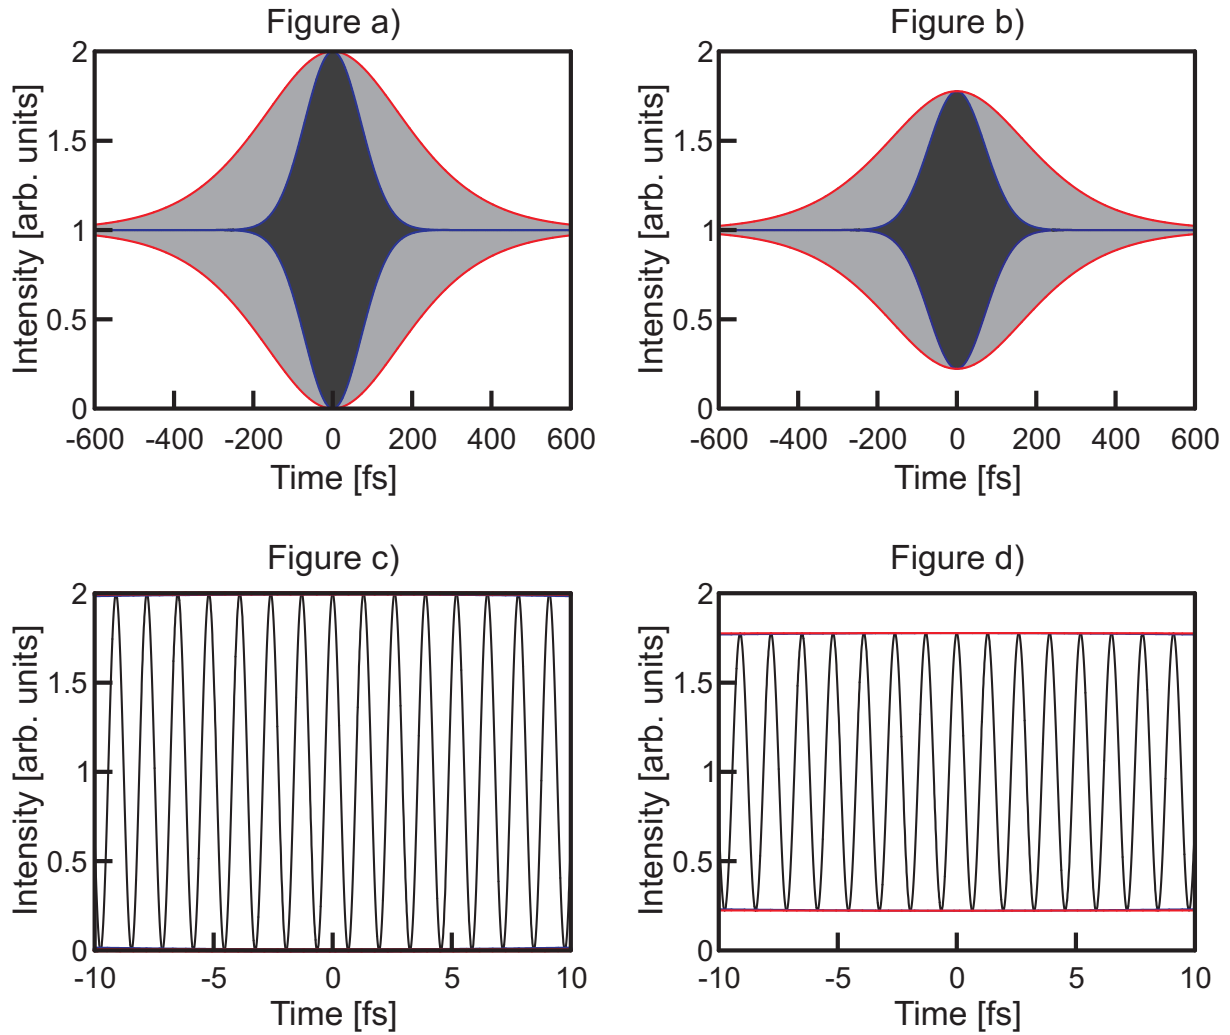 Figure a)
Intensity [arb. units]
2
1.5
1
0.5
0
-600 -400 -200 0 200 400 600
Time [fs]
Figure b)
Intensity [arb. units]
2
1.5
1
0.5
0
-600 -400 -200 0 200 400 600
Time [fs]
Figure c)
Intensity [arb. units]
2
1.5
1
0.5
0
-10 -5 0 5 10
Time [fs]
Figure d)
Intensity [arb. units]
2
1.5
1
0.5
0
-10 -5 0 5 10
Time [fs]